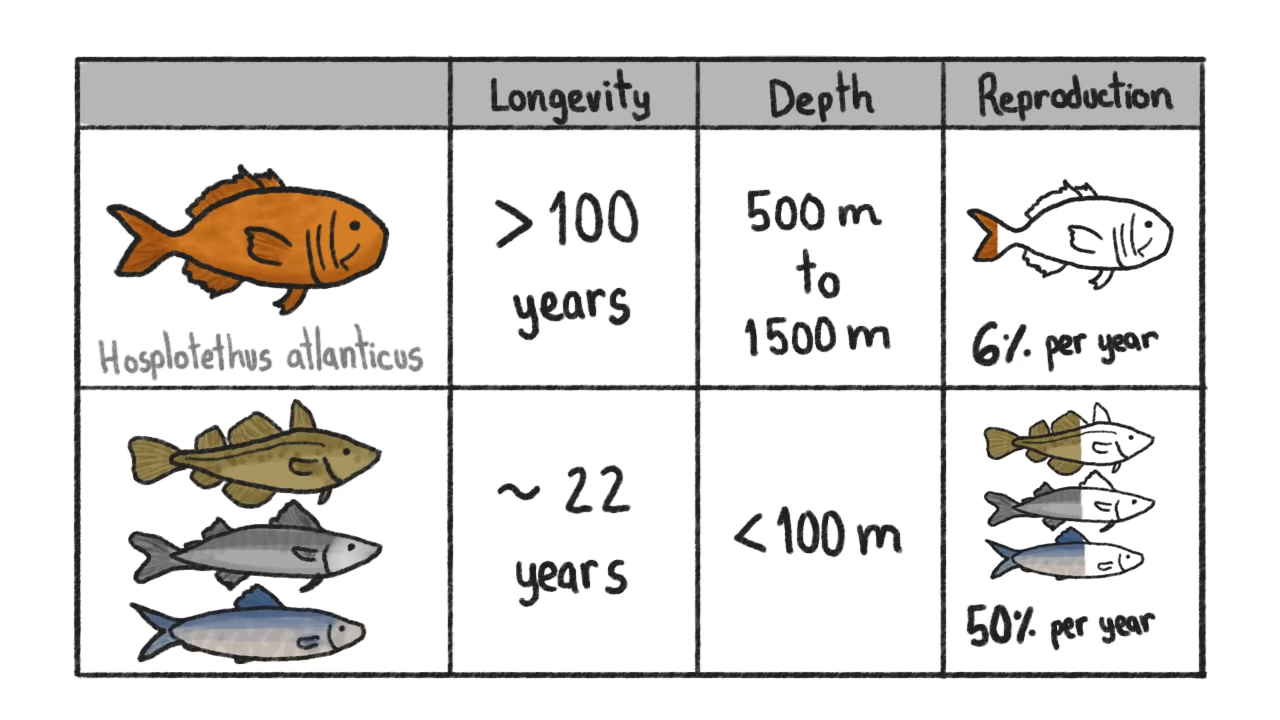 Longevity
Depth
Reproduction
Hosplotethus atlanticus
> 100
years
500 m
to
1500 m
6% per year
~ 22
years
< 100 m
50% per year